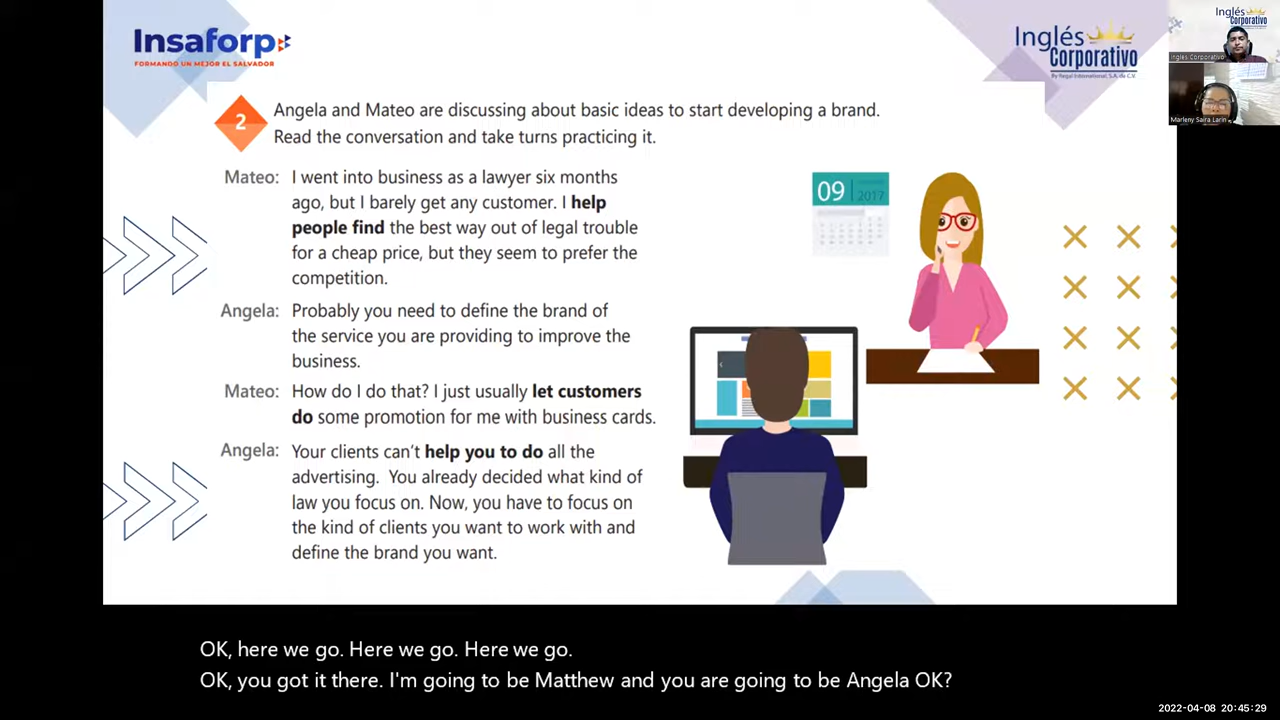 Insaforp
FORMANDO UN MEJOR EL SALVADOR
Inglés
Corporativo
By Regal International, S.A. de C.V.
Inglés
Corporativo
Inglés Corporativo
Marleny Saira Larin
2
Angela and Mateo are discussing about basic ideas to start developing a brand.
Read the conversation and take turns practicing it.
Mateo: I went into business as a lawyer six months
ago, but I barely get any customer. I help
people find the best way out of legal trouble
for a cheap price, but they seem to prefer the
competition.
Angela: Probably you need to define the brand of
the service you are providing to improve the
business.
Mateo: How do I do that? I just usually let customers
do some promotion for me with business cards.
Angela: Your clients can't help you to do all the
advertising. You already decided what kind of
law you focus on. Now, you have to focus on
the kind of clients you want to work with and
define the brand you want.
09
2017
OK, here we go. Here we go. Here we go.
OK, you got it there. I'm going to be Matthew and you are going to be Angela OK?
2022-04-08 20:45:29